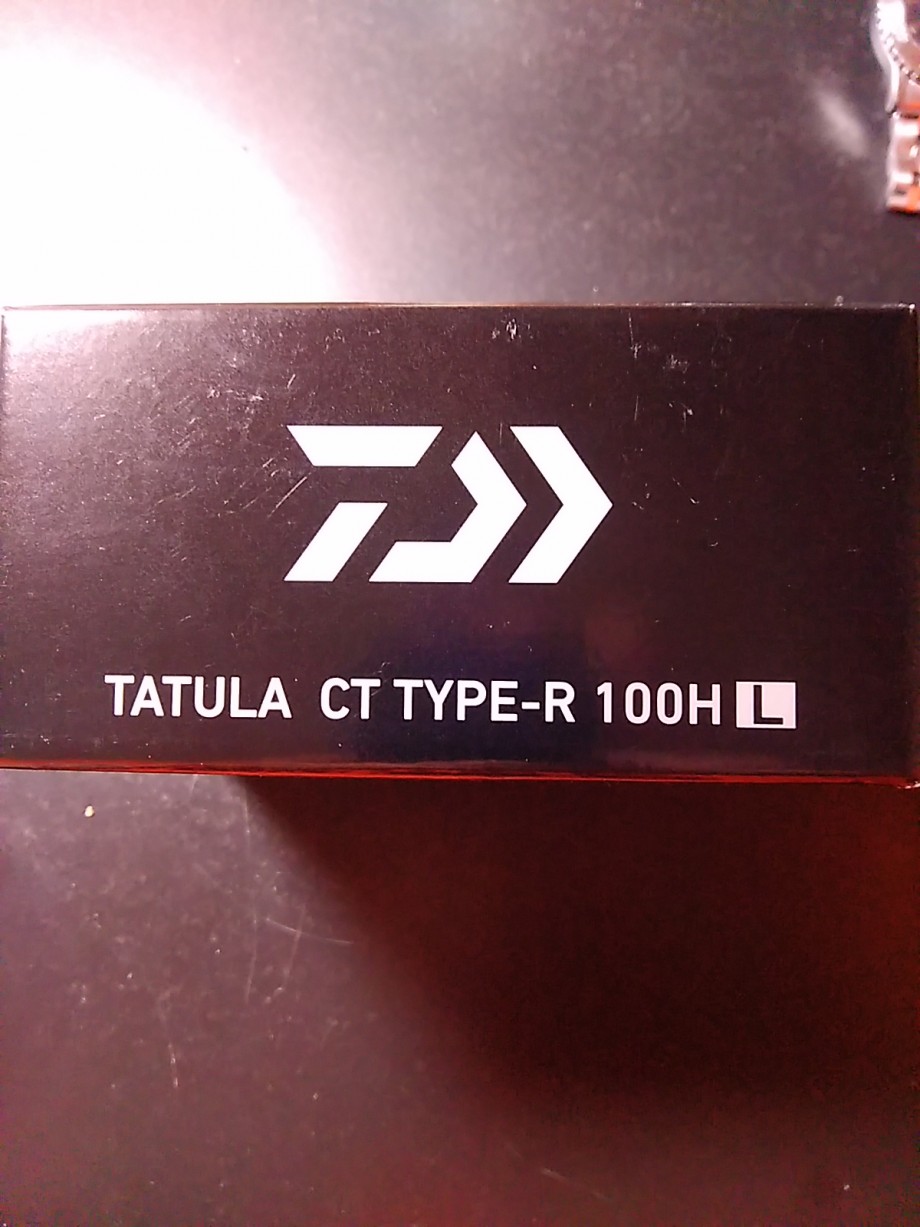 TATULA CT TYPE-R 100H L